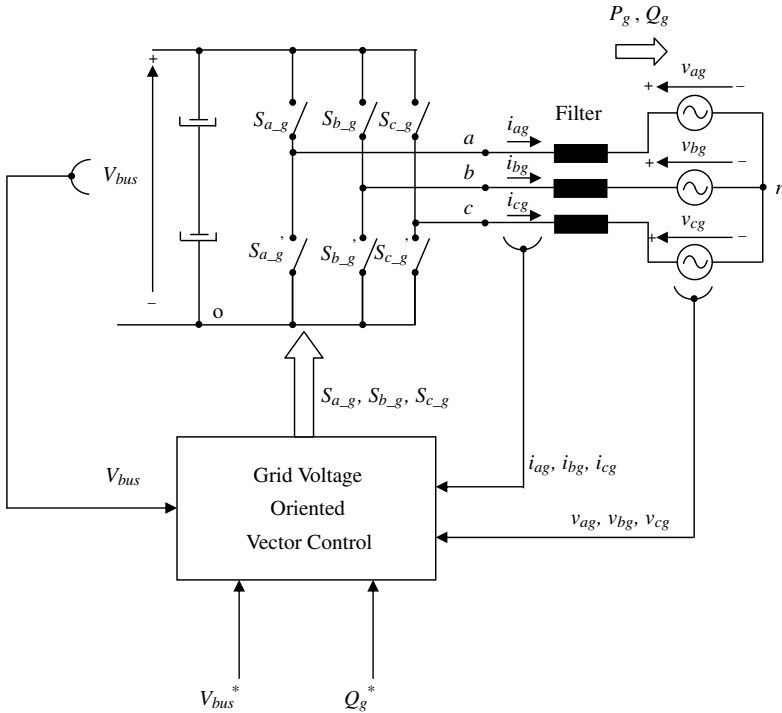 P_g , Q_g
+
v_ag
+ −
S_a_g S_b_g S_c_g
a
i_ag
Filter
v_bg
+ −
V_bus
b
i_bg
n
c
i_cg
v_cg
+ −
S_a_g' S_b_g' S_c_g'
−
o
S_a_g, S_b_g, S_c_g
V_bus
Grid Voltage
Oriented
Vector Control
i_ag, i_bg, i_cg
v_ag, v_bg, v_cg
V_bus* Q_g*